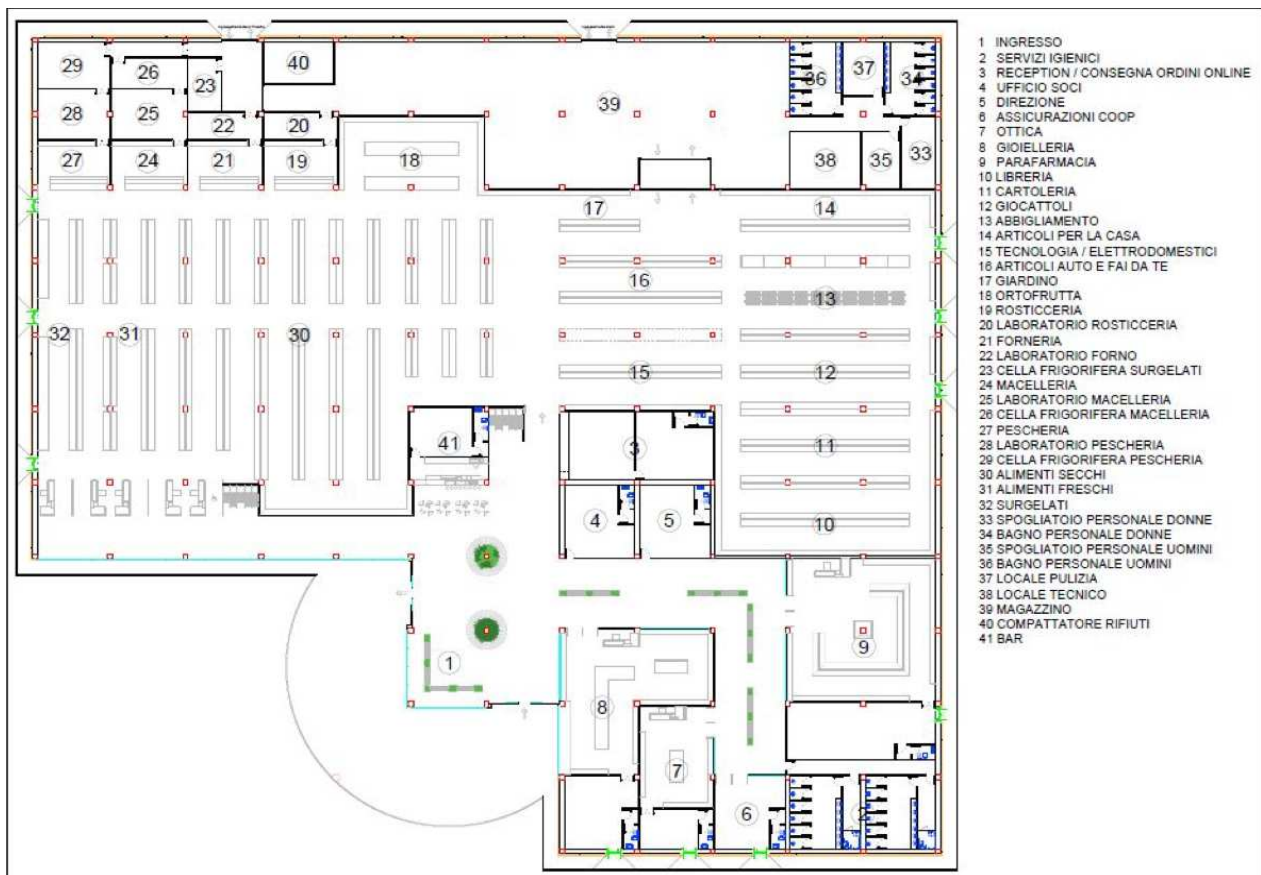 1 INGRESSO
2 SERVIZI IGIENICI
3 RECEPTION / CONSEGNA ORDINI ONLINE
4 UFFICIO SOCI
5 DIREZIONE
6 ASSICURAZIONI COOP
7 OTTICA
8 GIOIELLERIA
9 PARAFARMACIA
10 LIBRERIA
11 CARTOLERIA
12 GIOCATTOLI
13 ABBIGLIAMENTO
14 ARTICOLI PER LA CASA
15 TECNOLOGIA / ELETTRODOMESTICI
16 ARTICOLI AUTO E FAI DA TE
17 GIARDINO
18 ORTOFRUTTA
19 ROSTICCERIA
20 LABORATORIO ROSTICCERIA
21 FORNERIA
22 LABORATORIO FORNO
23 CELLA FRIGORIFERA SURGELATI
24 MACELLERIA
25 LABORATORIO MACELLERIA
26 CELLA FRIGORIFERA MACELLERIA
27 PESCHERIA
28 LABORATORIO PESCHERIA
29 CELLA FRIGORIFERA PESCHERIA
30 ALIMENTI SECCHI
31 ALIMENTI FRESCHI
32 SURGELATI
33 SPOGLIATOIO PERSONALE DONNE
34 BAGNO PERSONALE DONNE
35 SPOGLIATOIO PERSONALE UOMINI
36 BAGNO PERSONALE UOMINI
37 LOCALE PULIZIA
38 LOCALE TECNICO
39 MAGAZZINO
40 COMPATTATORE RIFIUTI
41 BAR
29
26
23
40
39
36
37
34
28
25
22
20
27
24
21
19
18
38
35
33
17
14
16
13
32
31
30
15
12
41
3
11
4
5
10
1
8
9
7
6
2